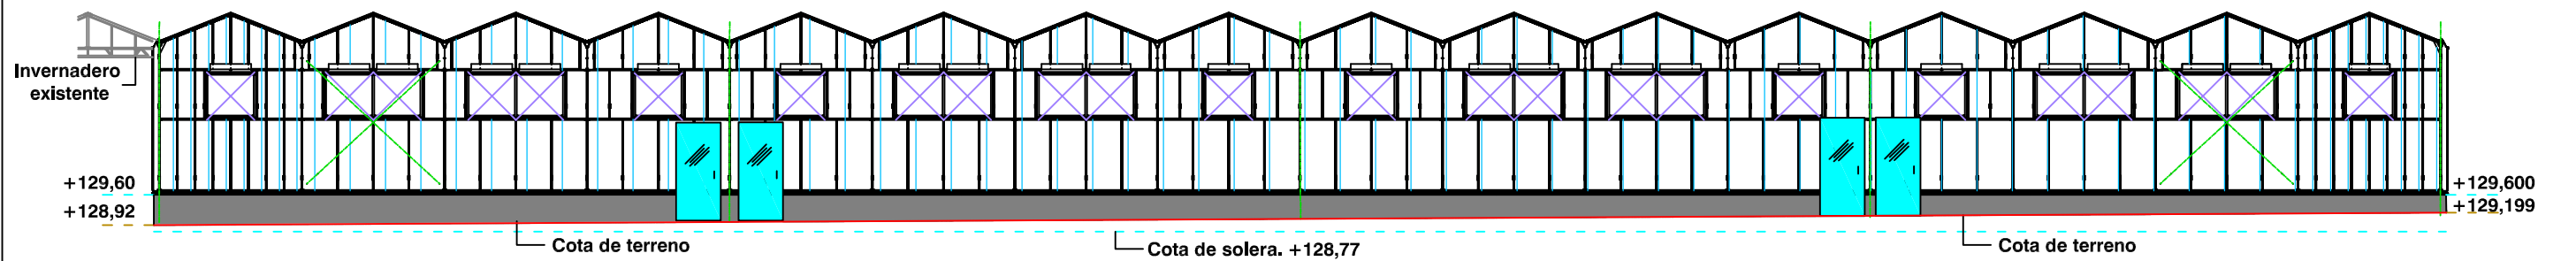 Invernadero
existente
+129,60
+128,92
+129,600
+129,199
Cota de terreno
Cota de solera. +128,77
Cota de terreno